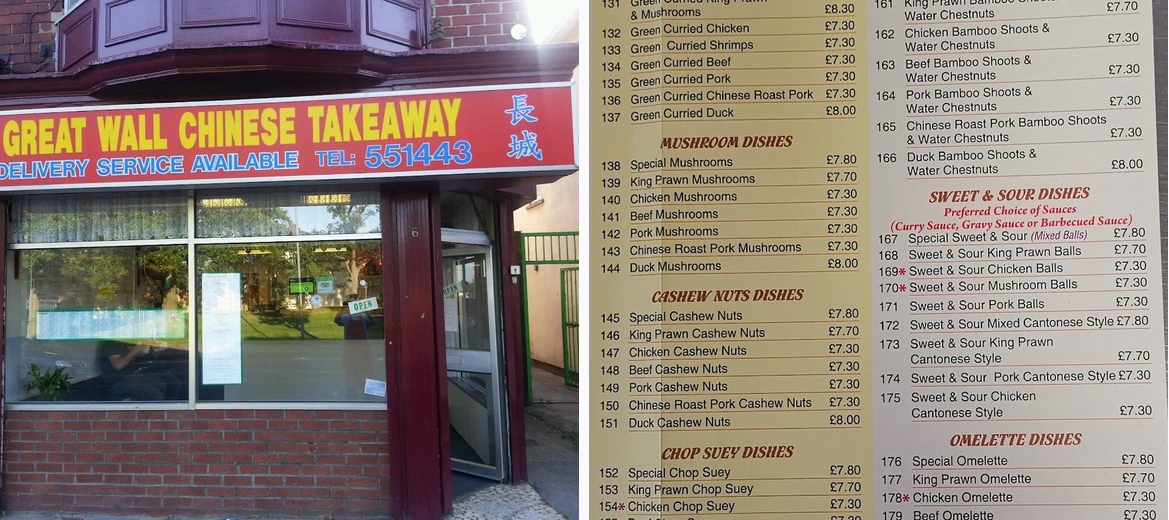 GREAT WALL CHINESE TAKEAWAY
DELIVERY SERVICE AVAILABLE TEL: 551443
長城
6
OPEN
OPEN
131 Green Curried King Prawn
& Mushrooms £8.30
132 Green Curried Chicken £7.30
133 Green Curried Shrimps £7.30
134 Green Curried Beef £7.30
135 Green Curried Pork £7.30
136 Green Curried Chinese Roast Pork £7.30
137 Green Curried Duck £8.00
MUSHROOM DISHES
138 Special Mushrooms £7.80
139 King Prawn Mushrooms £7.70
140 Chicken Mushrooms £7.30
141 Beef Mushrooms £7.30
142 Pork Mushrooms £7.30
143 Chinese Roast Pork Mushrooms £7.30
144 Duck Mushrooms £8.00
CASHEW NUTS DISHES
145 Special Cashew Nuts £7.80
146 King Prawn Cashew Nuts £7.70
147 Chicken Cashew Nuts £7.30
148 Beef Cashew Nuts £7.30
149 Pork Cashew Nuts £7.30
150 Chinese Roast Pork Cashew Nuts £7.30
151 Duck Cashew Nuts £8.00
CHOP SUEY DISHES
152 Special Chop Suey £7.80
153 King Prawn Chop Suey £7.70
154* Chicken Chop Suey £7.30
161 King Prawn Bamboo Shoots &
Water Chestnuts £7.70
162 Chicken Bamboo Shoots &
Water Chestnuts £7.30
163 Beef Bamboo Shoots &
Water Chestnuts £7.30
164 Pork Bamboo Shoots &
Water Chestnuts £7.30
165 Chinese Roast Pork Bamboo Shoots
& Water Chestnuts £7.30
166 Duck Bamboo Shoots &
Water Chestnuts £8.00
SWEET & SOUR DISHES
Preferred Choice of Sauces
(Curry Sauce, Gravy Sauce or Barbecued Sauce)
167 Special Sweet & Sour (Mixed Balls) £7.80
168 Sweet & Sour King Prawn Balls £7.70
169* Sweet & Sour Chicken Balls £7.30
170* Sweet & Sour Mushroom Balls £7.30
171 Sweet & Sour Pork Balls £7.30
172 Sweet & Sour Mixed Cantonese Style £7.80
173 Sweet & Sour King Prawn
Cantonese Style £7.70
174 Sweet & Sour Pork Cantonese Style £7.30
175 Sweet & Sour Chicken
Cantonese Style £7.30
OMELETTE DISHES
176 Special Omelette £7.80
177 King Prawn Omelette £7.70
178* Chicken Omelette £7.30
179 Beef Omelette £7.30